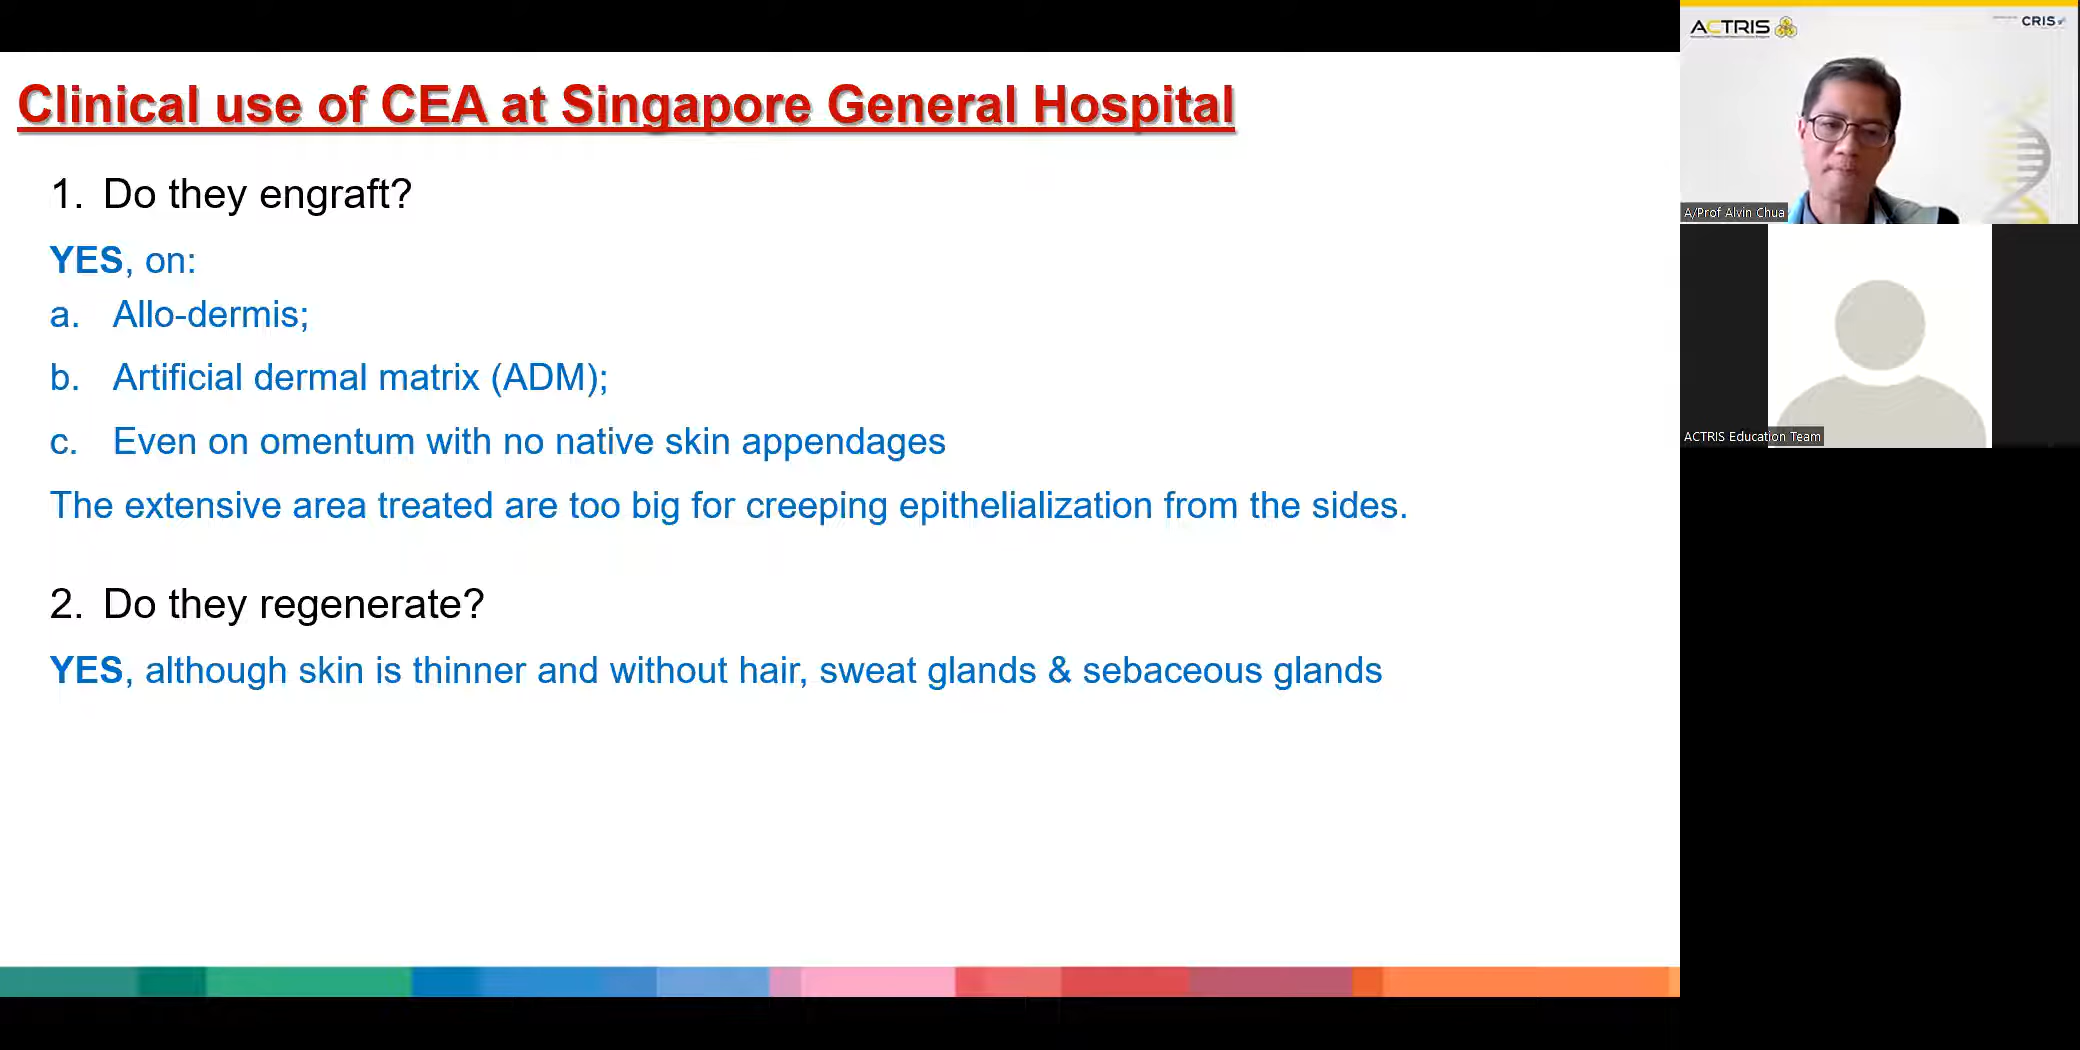 Clinical use of CEA at Singapore General Hospital
1. Do they engraft?
YES, on:
a. Allo-dermis;
b. Artificial dermal matrix (ADM);
c. Even on omentum with no native skin appendages
The extensive area treated are too big for creeping epithelialization from the sides.
2. Do they regenerate?
YES, although skin is thinner and without hair, sweat glands & sebaceous glands
ACTRIS
CRIS
A/Prof Alvin Chua
ACTRIS Education Team